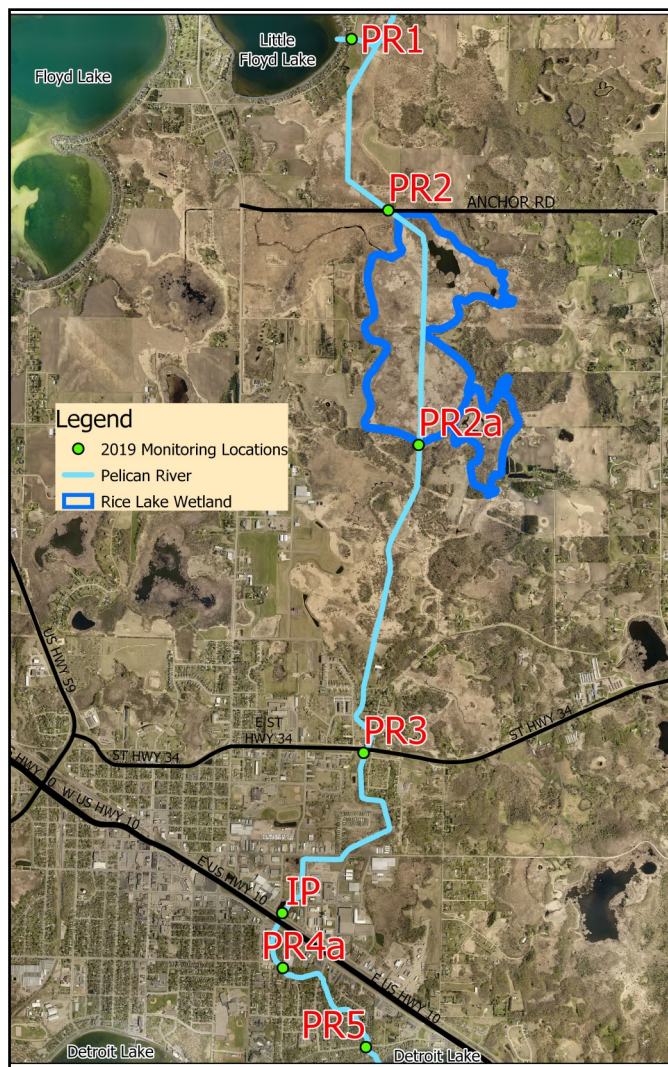 Little
Floyd Lake
PR1
Floyd Lake
PR2
ANCHOR RD
PR2a
Legend
2019 Monitoring Locations
Pelican River
Rice Lake Wetland
US HWY 59
E ST
HWY 34
PR3
ST HWY 34
ST HWY 34
HWY 10
W US HWY 10
E US HWY 10
IP
PR4a
E US HWY 10
PR5
Detroit Lake
Detroit Lake